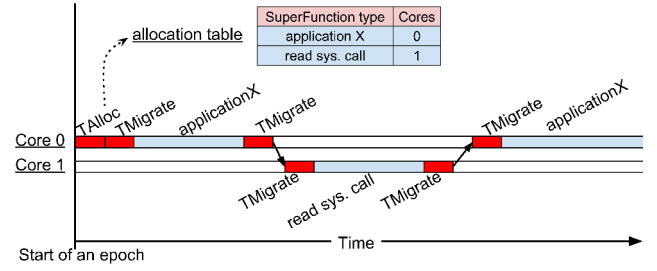 allocation table
SuperFunction type Cores
application X 0
read sys. call 1
TAlloc TMigrate applicationX TMigrate TMigrate applicationX
Core 0
Core 1
TMigrate read sys. call TMigrate
Time
Start of an epoch